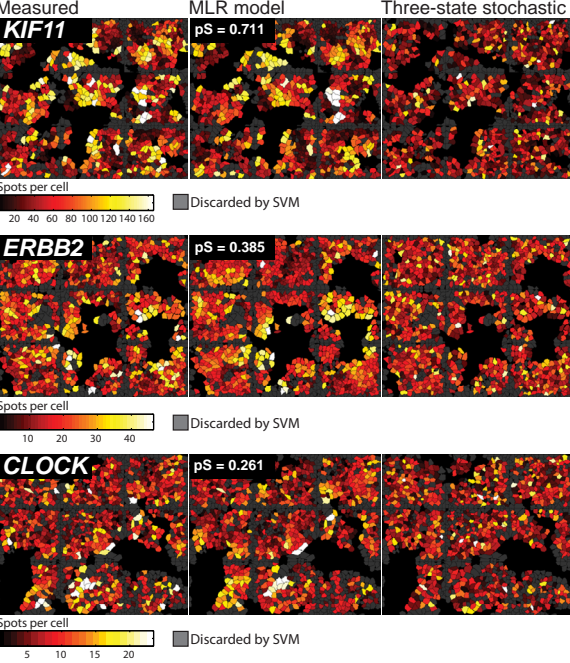 Measured MLR model Three-state stochastic
KIF11 pS = 0.711
Spots per cell
20 40 60 80 100 120 140 160
Discarded by SVM
ERBB2 pS = 0.385
Spots per cell
10 20 30 40
Discarded by SVM
CLOCK pS = 0.261
Spots per cell
5 10 15 20
Discarded by SVM